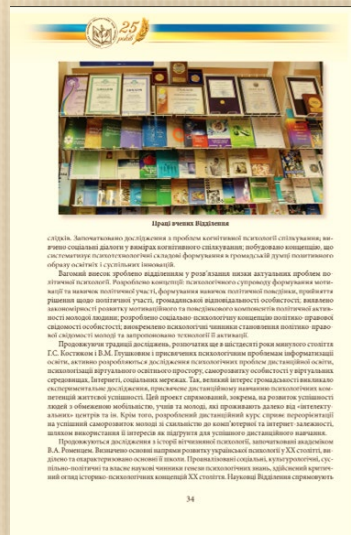 25
років
Праці вчених Відділення
слідків. Започатковано дослідження з проблем когнітивної психології спілкування; ви-
вчено соціальні діалоги у вимірах когнітивного спілкування; побудовано концепцію, що
систематизує психотехнологічні складові формування в громадській думці позитивного
образу освітніх і суспільних інновацій.
Вагомий внесок зроблено відділенням у розв'язання низки актуальних проблем по-
літичної психології. Розроблено концепції: психологічного супроводу формування моти-
вації та навичок політичної участі, формування навичок політичної поведінки, прийняття
рішення щодо політичної участі, громадянської відповідальності особистості; виявлено
закономірності розвитку мотиваційного та поведінкового компонентів політичної актив-
ності молодої людини; розроблено соціально-психологічну концепцію політико-правової
свідомості особистості; виокремлено психологічні чинники становлення політико-право-
вої свідомості молоді та запропоновано технології її активації.
Продовжуючи традиції досліджень, розпочатих ще в шістдесяті роки минулого століття
Г.С. Костюком і В.М. Глушковим і присвячених психологічним проблемам інформатизації
освіти, активно розробляються дослідження психологічних проблем дистанційної освіти,
психологізації віртуального освітнього простору, саморозвитку особистості у віртуальних
середовищах, Інтернеті, соціальних мережах. Так, великий інтерес громадськості викликало
експериментальне дослідження, присвячене дистанційному навчанню психологічних ком-
петенцій життєвої успішності. Цей проект спрямований, зокрема, на розвиток успішності
людей з обмеженою мобільністю, учнів та молоді, які проживають далеко від «інтелекту-
альних» центрів та ін. Крім того, розроблений дистанційний курс сприяє переорієнтації
на успішний саморозвиток молоді зі схильністю до комп'ютерної та інтернет-залежності,
шляхом використання її інтересів як підґрунтя для успішного дистанційного навчання.
Продовжуються дослідження з історії вітчизняної психології, започатковані академіком
В.А. Роменцем. Визначено основні напрями розвитку української психології у ХХ столітті, ви-
ділено та охарактеризовано основні її школи. Проаналізовані соціальні, культурологічні, сус-
пільно-політичні та власне наукові чинники генези психологічних знань, здійснений критич-
ний огляд історико-психологічних концепцій ХХ століття. Науковці Відділення спрямовують
34